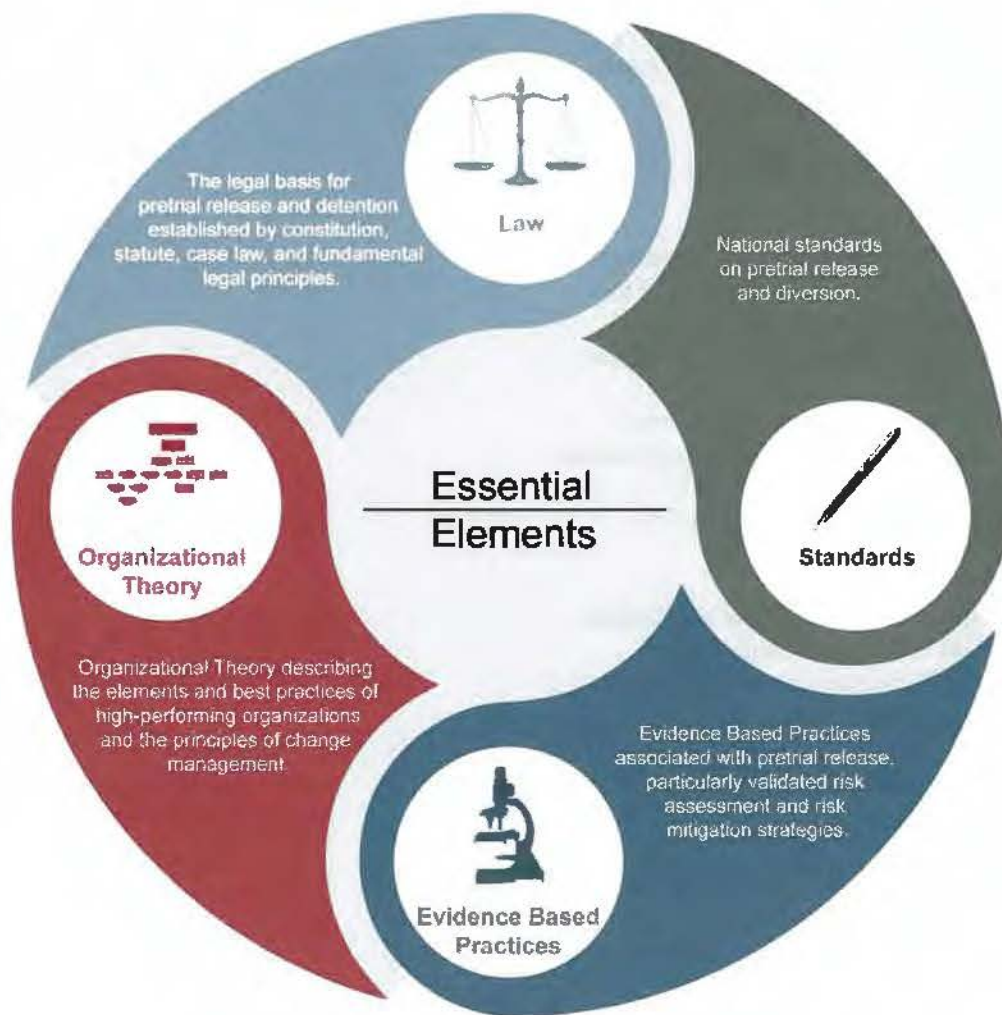 The legal basis for
pretrial release and detention
established by constitution,
statute, case law, and fundamental
legal principles.
Law
National standards
on pretrial release
and diversion.
Standards
Essential
Elements
Organizational
Theory
Organizational Theory describing
the elements and best practices of
high-performing organizations
and the principles of change
management.
Evidence Based Practices
associated with pretrial release,
particularly validated risk
assessment and risk
mitigation strategies.
Evidence Based
Practices